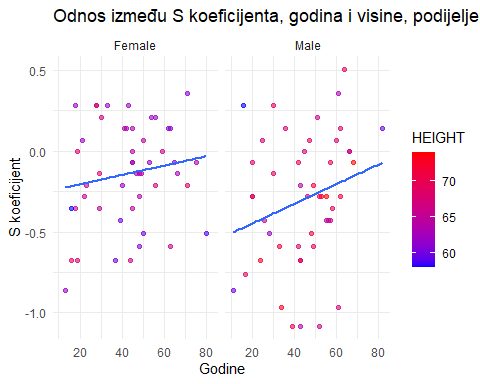 Odnos između S koeficijenta, godina i visine, podijelje
Female
Male
S koeficijent
0.5
0.0
-0.5
-1.0
20 40 60 80
20 40 60 80
Godine
HEIGHT
70
65
60